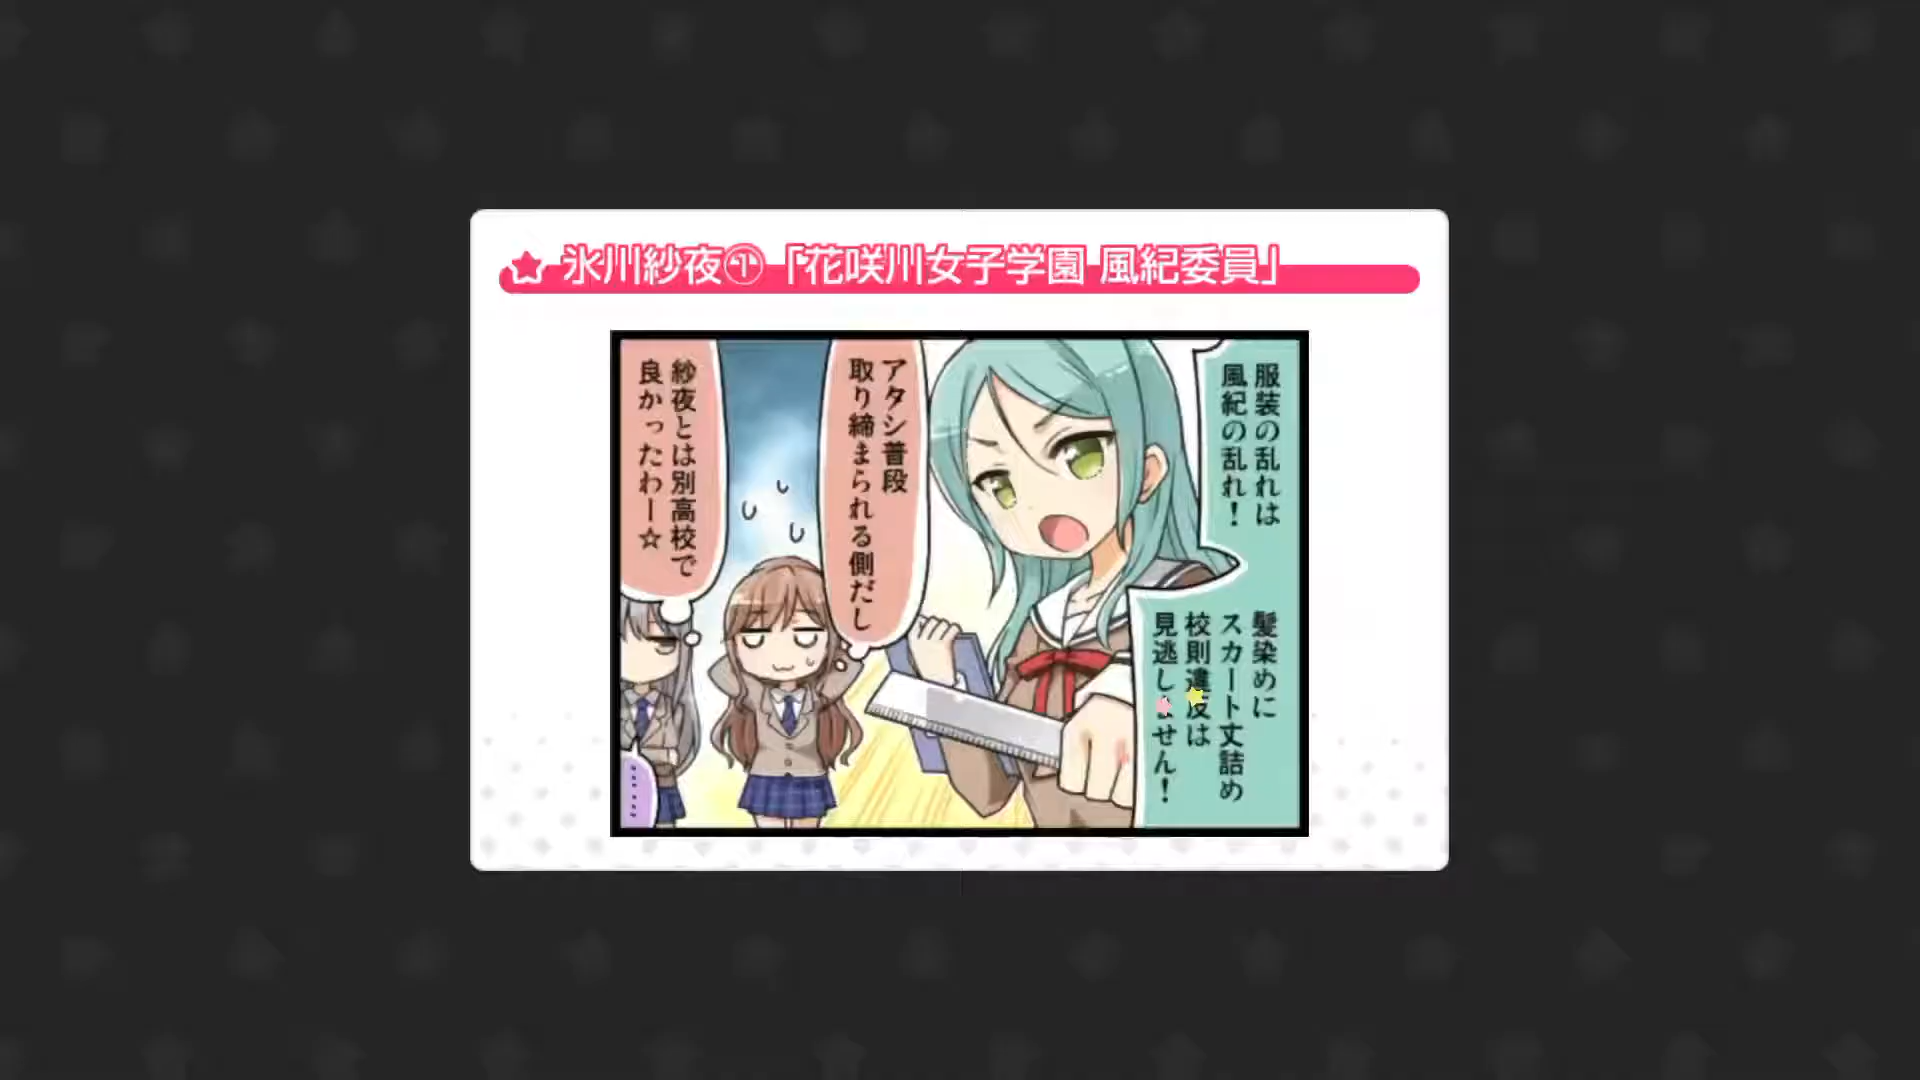 氷川紗夜①「花咲川女子学園 風紀委員」
服装の乱れは
風紀の乱れ！
髪染めに
スカート丈詰め
校則違反は
見逃しません！
アタシ普段
取り締まられる側だし
紗夜とは別高校で
良かったわー☆
……